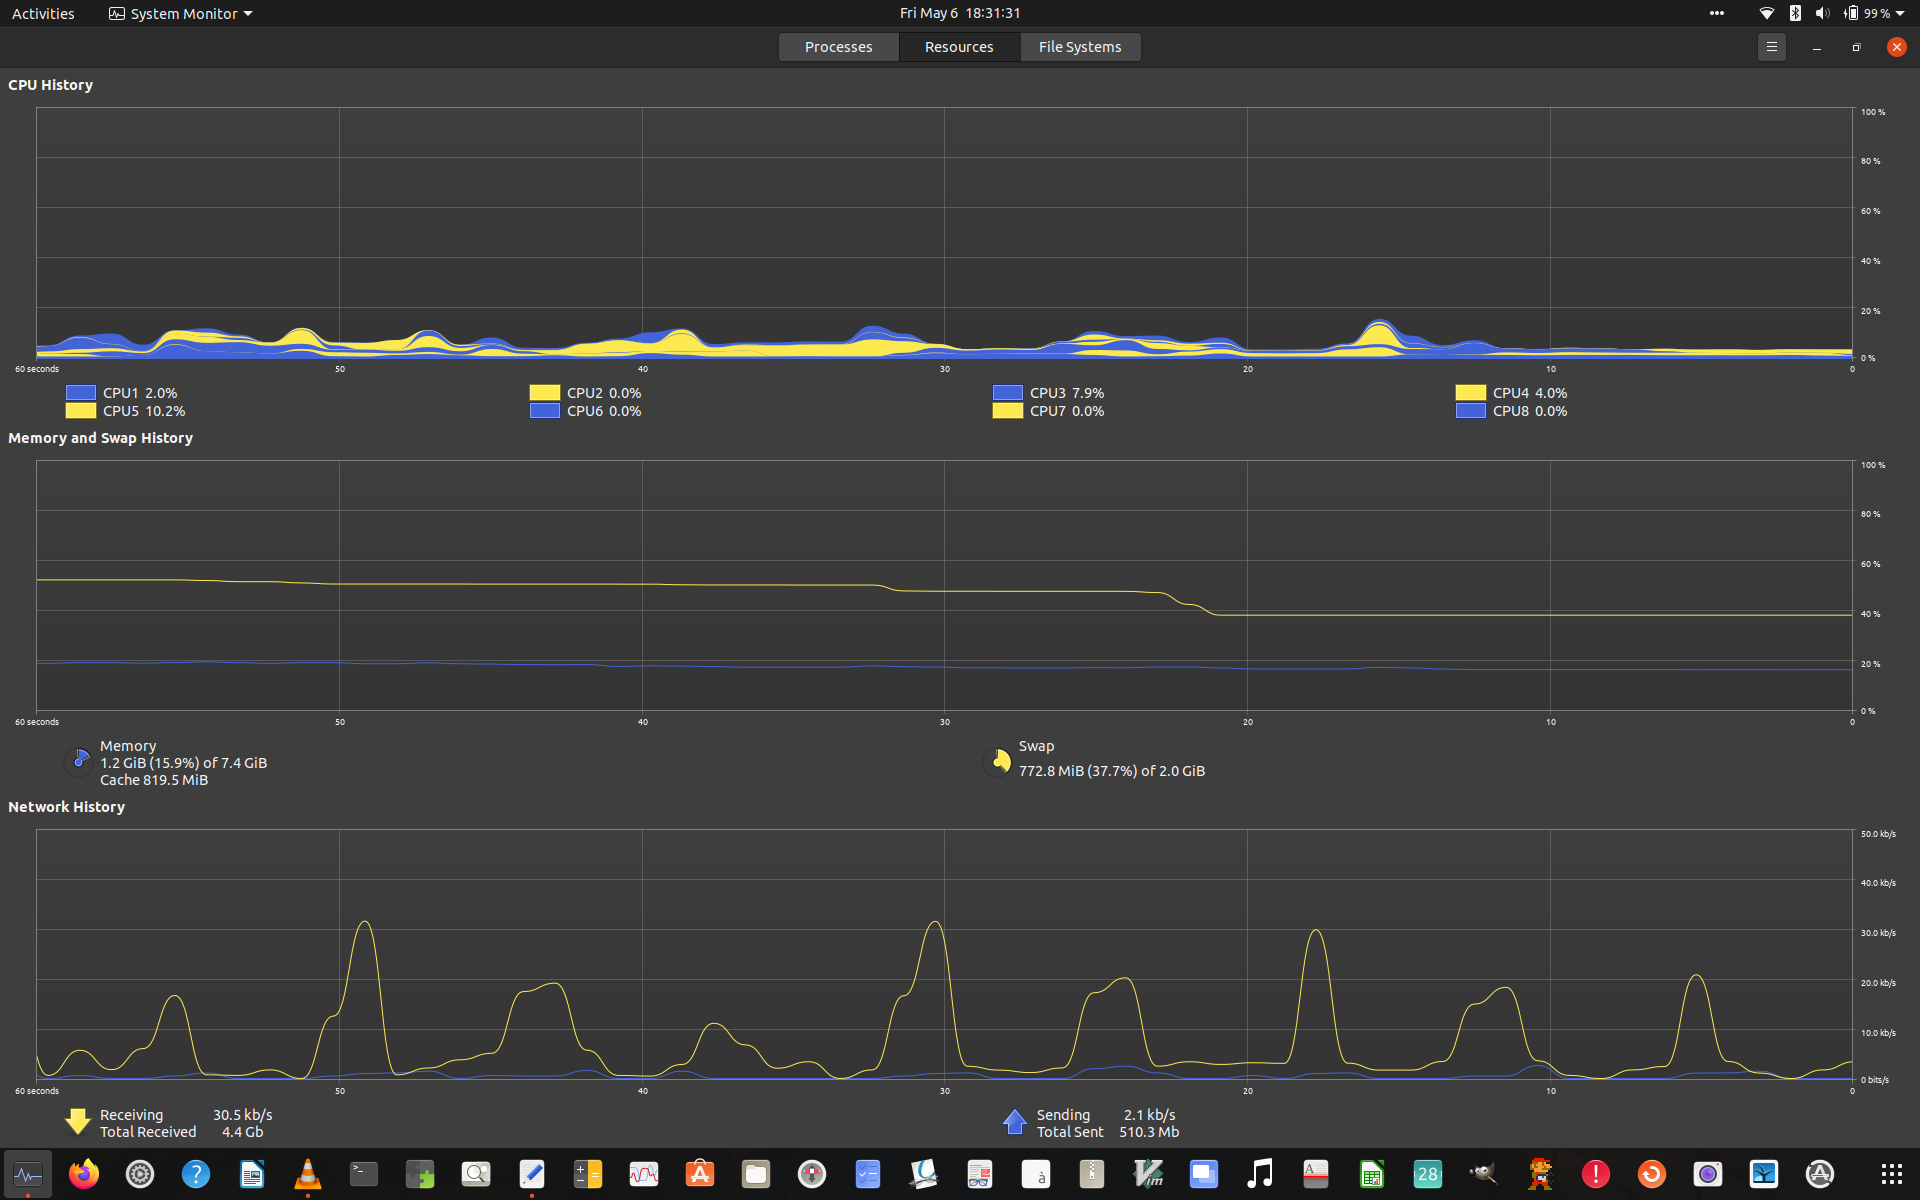 Activities
System Monitor
Fri May 6 18:31:31
99 %
Processes
Resources
File Systems
CPU History
100 %
80 %
60 %
40 %
20 %
0 %
60 seconds
50
40
30
20
10
0
CPU1 2.0%
CPU2 0.0%
CPU3 7.9%
CPU4 4.0%
CPU5 10.2%
CPU6 0.0%
CPU7 0.0%
CPU8 0.0%
Memory and Swap History
100 %
80 %
60 %
40 %
20 %
0 %
60 seconds
50
40
30
20
10
0
Memory
1.2 GiB (15.9%) of 7.4 GiB
Cache 819.5 MiB
Swap
772.8 MiB (37.7%) of 2.0 GiB
Network History
50.0 kb/s
40.0 kb/s
30.0 kb/s
20.0 kb/s
10.0 kb/s
0 bits/s
60 seconds
50
40
30
20
10
0
Receiving 30.5 kb/s
Total Received 4.4 Gb
Sending 2.1 kb/s
Total Sent 510.3 Mb
28